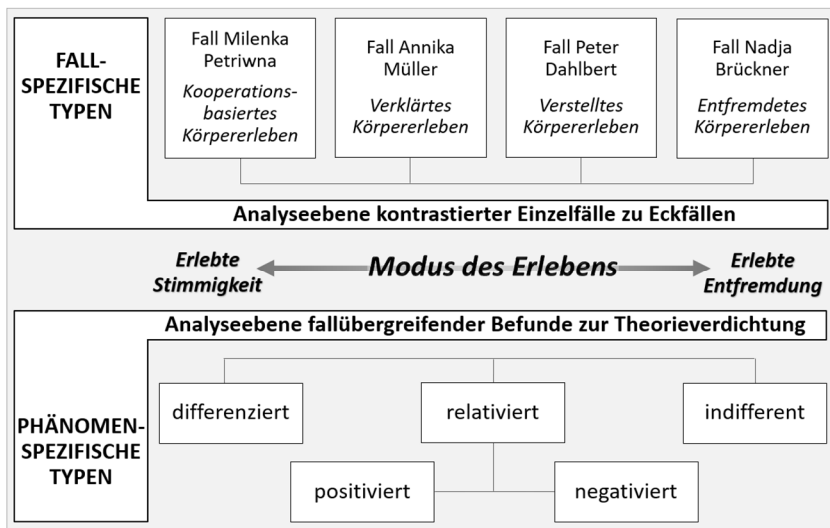 FALL-
SPEZIFISCHE
TYPEN
Fall Milenka
Petriwna
Kooperations-
basiertes
Körpererleben
Fall Annika
Müller
Verklärtes
Körpererleben
Fall Peter
Dahlbert
Verstelltes
Körpererleben
Fall Nadja
Brückner
Entfremdetes
Körpererleben
Analyseebene kontrastierter Einzelfälle zu Eckfällen
Erlebte
Stimmigkeit
Modus des Erlebens
Erlebte
Entfremdung
Analyseebene fallübergreifender Befunde zur Theorieverdichtung
PHÄNOMEN-
SPEZIFISCHE
TYPEN
differenziert
relativiert
indifferent
positiviert
negativiert